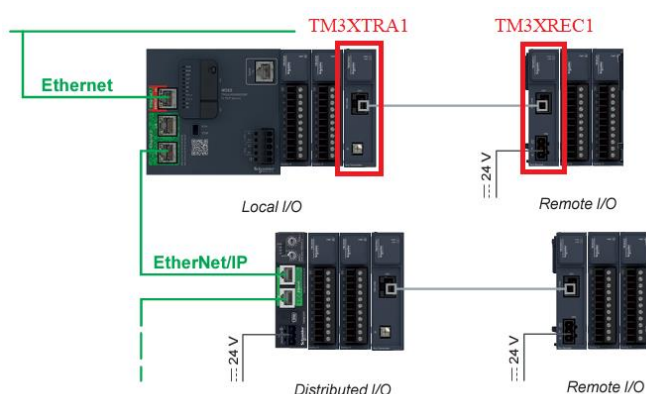 TM3XTRA1
TM3XREC1
Ethernet
24 V
Local I/O
Remote I/O
EtherNet/IP
24 V
24 V
Distributed I/O
Remote I/O